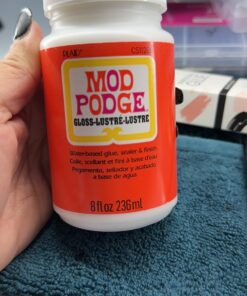 PLAID
MOD
PODGE
GLOSS-LUSTRE-LUSTRE
Water-based glue, sealer & finish
Colle, scellant et fini à base d'eau
Pegamento, sellador y acabado
a base de agua
8 fl oz 236 mL